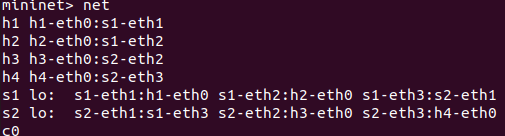 mininet> net
h1 h1-eth0:s1-eth1
h2 h2-eth0:s1-eth2
h3 h3-eth0:s2-eth2
h4 h4-eth0:s2-eth3
s1 lo:  s1-eth1:h1-eth0 s1-eth2:h2-eth0 s1-eth3:s2-eth1
s2 lo:  s2-eth1:s1-eth3 s2-eth2:h3-eth0 s2-eth3:h4-eth0
c0